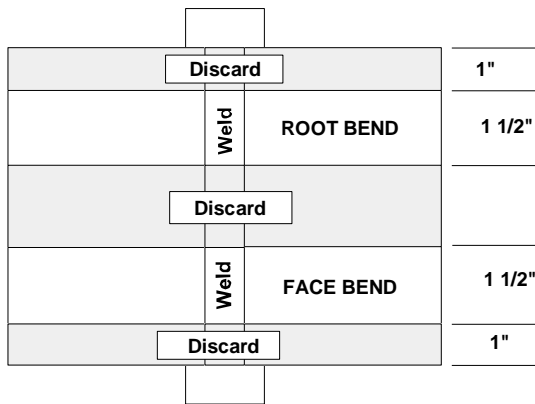 Discard
1"
Weld
ROOT BEND
1 1/2"
Discard
Weld
FACE BEND
1 1/2"
Discard
1"